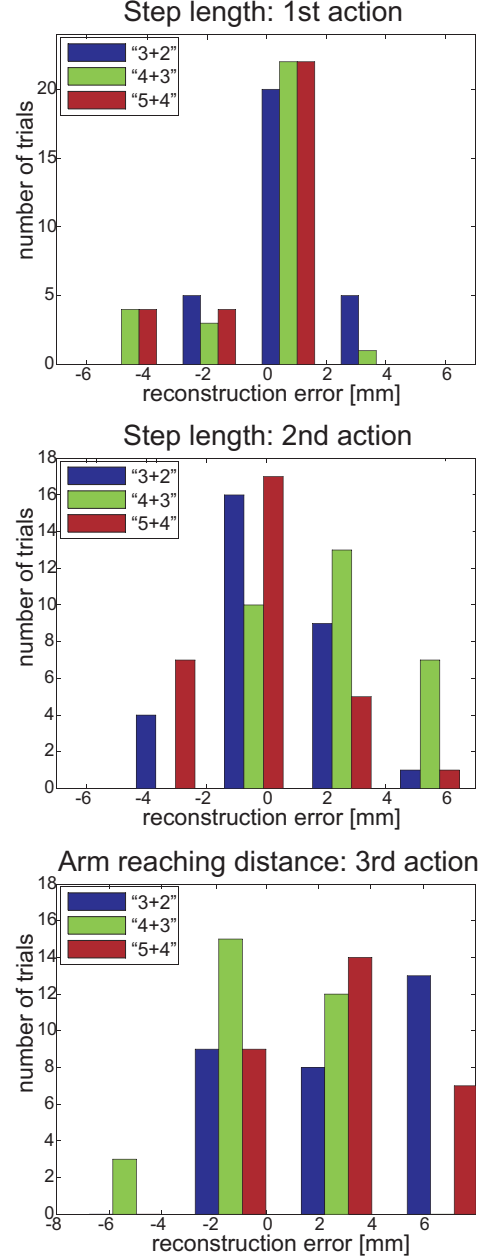 Step length: 1st action
"3+2"
"4+3"
"5+4"
number of trials
20
15
10
5
0
-6 -4 -2 0 2 4 6
reconstruction error [mm]
Step length: 2nd action
18
"3+2"
"4+3"
"5+4"
number of trials
16
14
12
10
8
6
4
2
0
-6 -4 -2 0 2 4 6
reconstruction error [mm]
Arm reaching distance: 3rd action
18
"3+2"
"4+3"
"5+4"
number of trials
16
14
12
10
8
6
4
2
0
-8 -6 -4 -2 0 2 4 6
reconstruction error [mm]